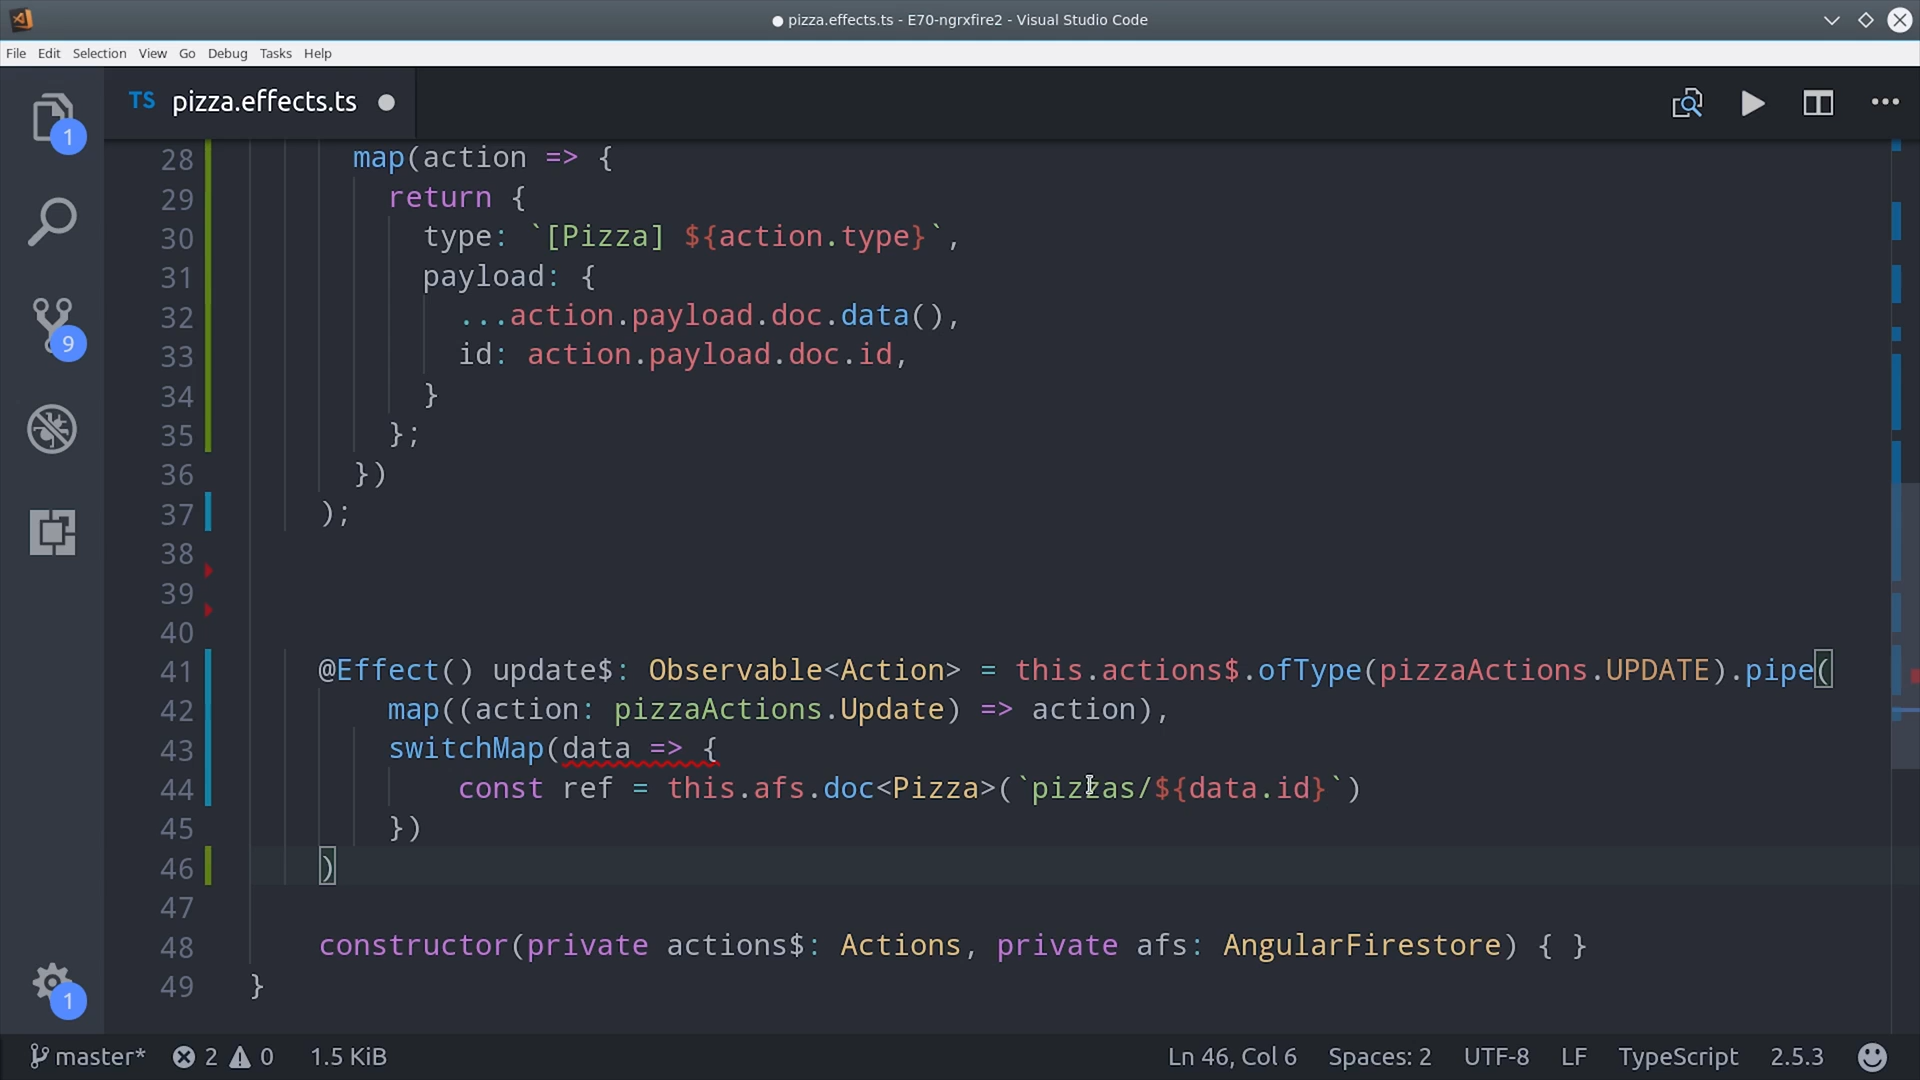 pizza.effects.ts - E70-ngrxfire2 - Visual Studio Code
File Edit Selection View Go Debug Tasks Help
TS pizza.effects.ts
1
9
1
28 map(action => {
29 return {
30 type: `[Pizza] ${action.type}`,
31 payload: {
32 ...action.payload.doc.data(),
33 id: action.payload.doc.id,
34 }
35 };
36 })
37 );
38
39
40
41 @Effect() update$: Observable<Action> = this.actions$.ofType(pizzaActions.UPDATE).pipe(
42 map((action: pizzaActions.Update) => action),
43 switchMap(data => {
44 const ref = this.afs.doc<Pizza>(`pizzas/${data.id}`)
45 })
46 )
47
48 constructor(private actions$: Actions, private afs: AngularFirestore) { }
49 }
master* 2 0 1.5 KiB Ln 46, Col 6 Spaces: 2 UTF-8 LF TypeScript 2.5.3